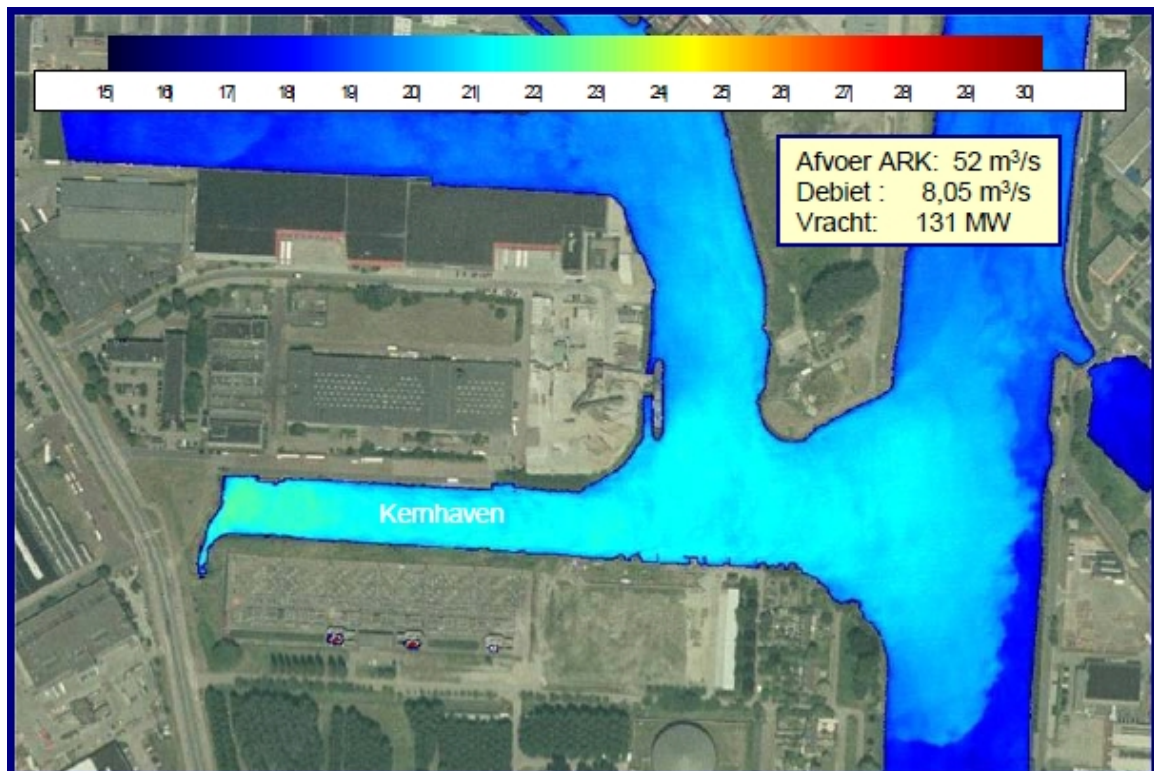 15| 16| 17| 18| 19| 20| 21| 22| 23| 24| 25| 26| 27| 28| 29| 30|
Afvoer ARK: 52 m³/s
Debiet : 8,05 m³/s
Vracht: 131 MW
Kernhaven